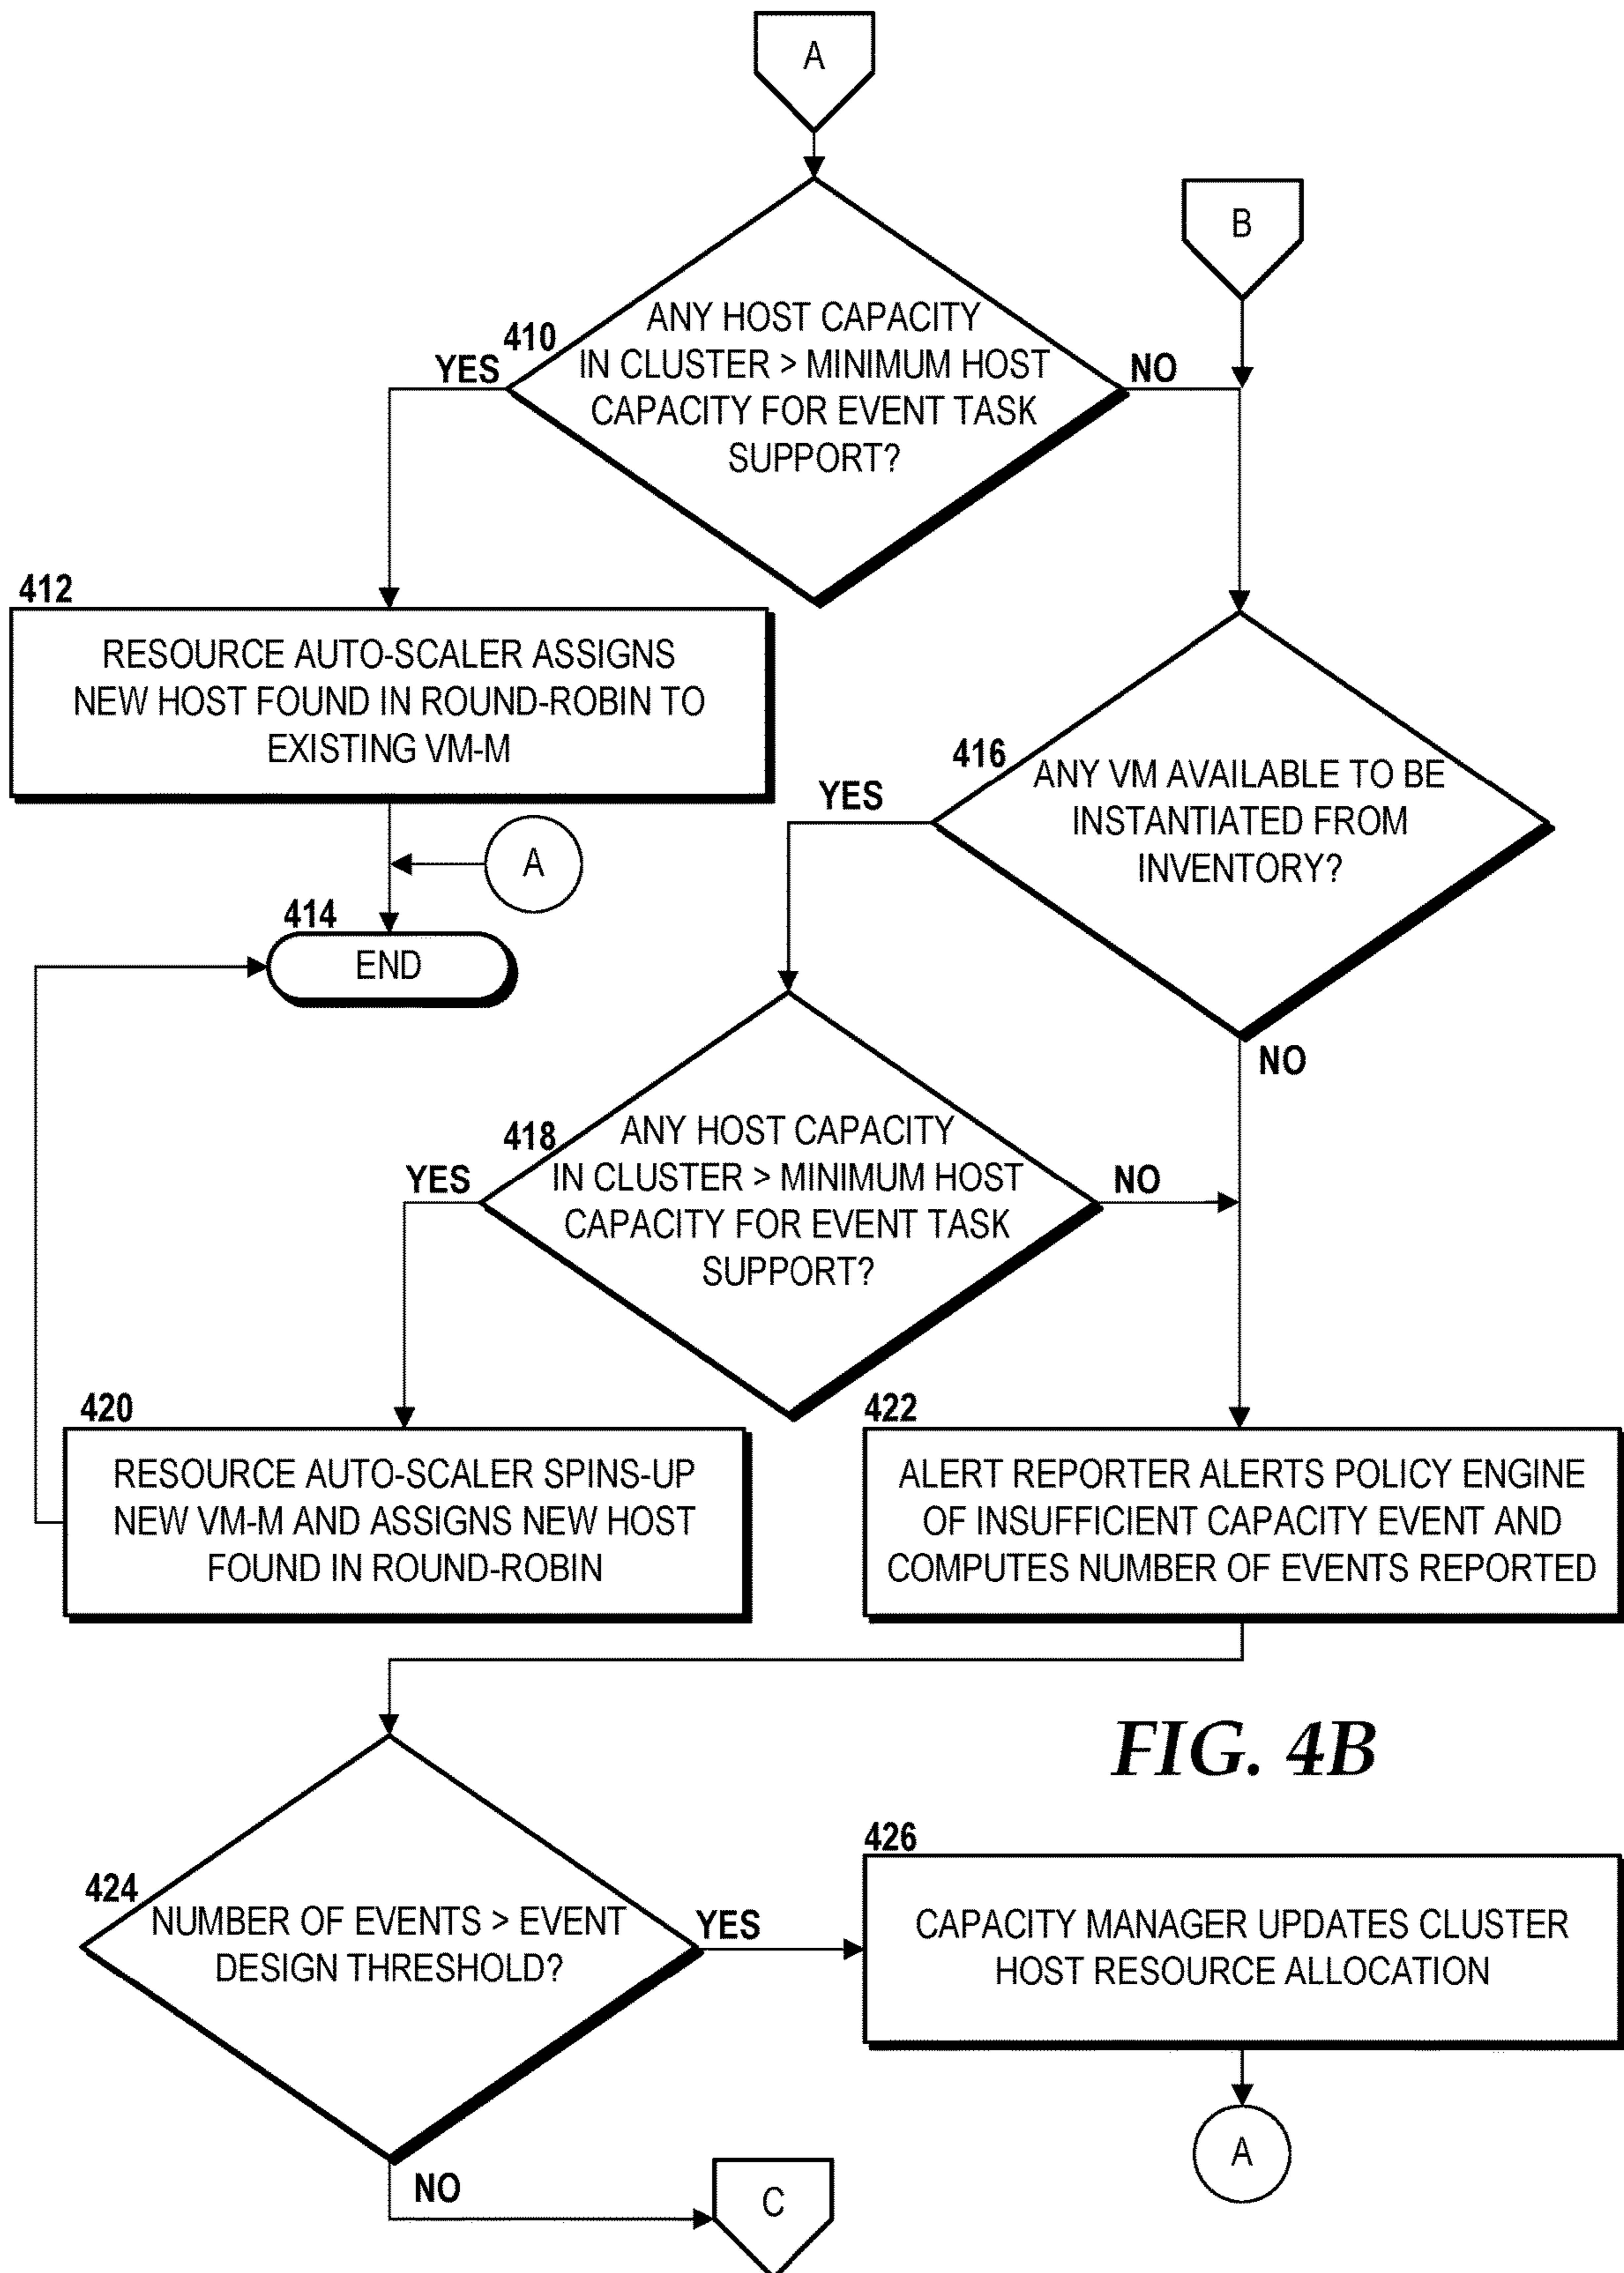 A
B
410
ANY HOST CAPACITY
IN CLUSTER > MINIMUM HOST
CAPACITY FOR EVENT TASK
SUPPORT?
YES
NO
412
RESOURCE AUTO-SCALER ASSIGNS
NEW HOST FOUND IN ROUND-ROBIN TO
EXISTING VM-M
416
ANY VM AVAILABLE TO BE
INSTANTIATED FROM
INVENTORY?
YES
NO
A
414
END
418
ANY HOST CAPACITY
IN CLUSTER > MINIMUM HOST
CAPACITY FOR EVENT TASK
SUPPORT?
YES
NO
420
RESOURCE AUTO-SCALER SPINS-UP
NEW VM-M AND ASSIGNS NEW HOST
FOUND IN ROUND-ROBIN
422
ALERT REPORTER ALERTS POLICY ENGINE
OF INSUFFICIENT CAPACITY EVENT AND
COMPUTES NUMBER OF EVENTS REPORTED
FIG. 4B
424
NUMBER OF EVENTS > EVENT
DESIGN THRESHOLD?
YES
NO
426
CAPACITY MANAGER UPDATES CLUSTER
HOST RESOURCE ALLOCATION
A
C